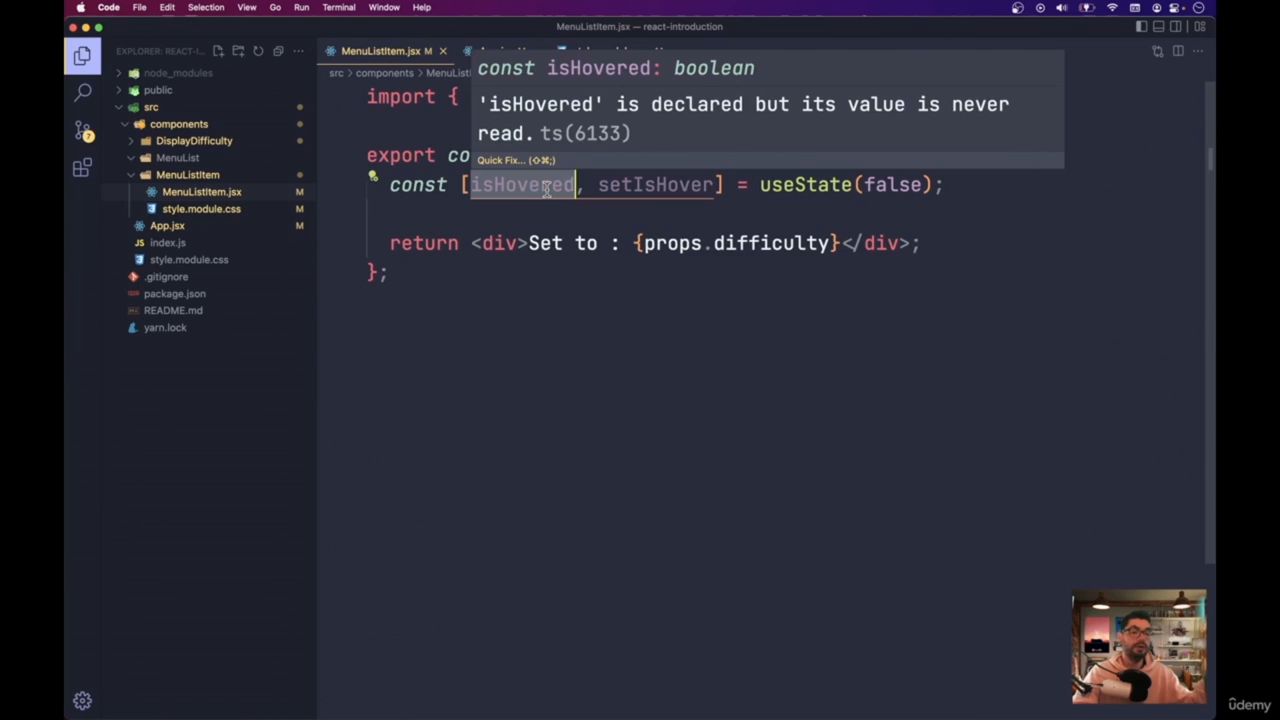 Code File Edit Selection View Go Run Terminal Window Help
MenuListItem.jsx — react-introduction
EXPLORER: REACT-I...
MenuListItem.jsx M
src > components > MenuList
node_modules
public
src
components
DisplayDifficulty
MenuList
MenuListItem
MenuListItem.jsx M
style.module.css M
App.jsx M
index.js
style.module.css
.gitignore
package.json
README.md
yarn.lock
7
const isHovered: boolean
'isHovered' is declared but its value is never
read. ts(6133)
Quick Fix... (⇧⌘;)
import {
export co
const [isHovered, setIsHover] = useState(false);
return <div>Set to : {props.difficulty}</div>;
};
ûdemy